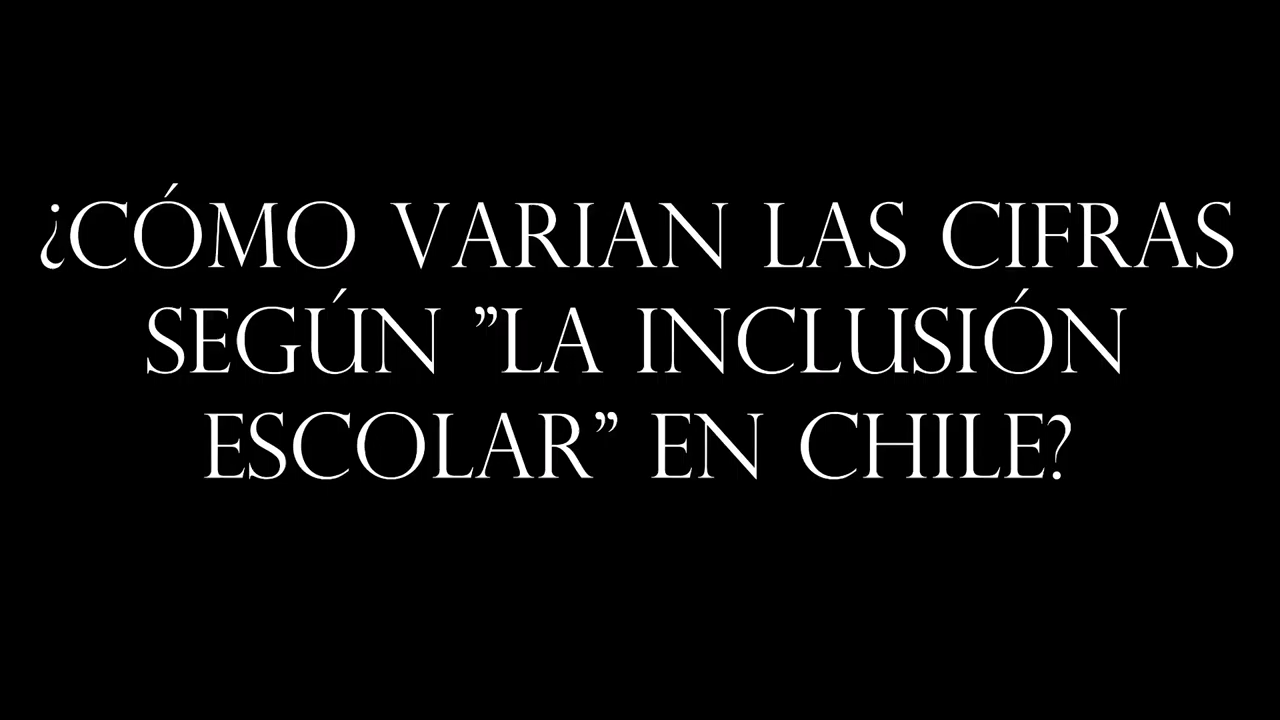 ¿CÓMO VARIAN LAS CIFRAS
SEGÚN ”LA INCLUSIÓN
ESCOLAR” EN CHILE?